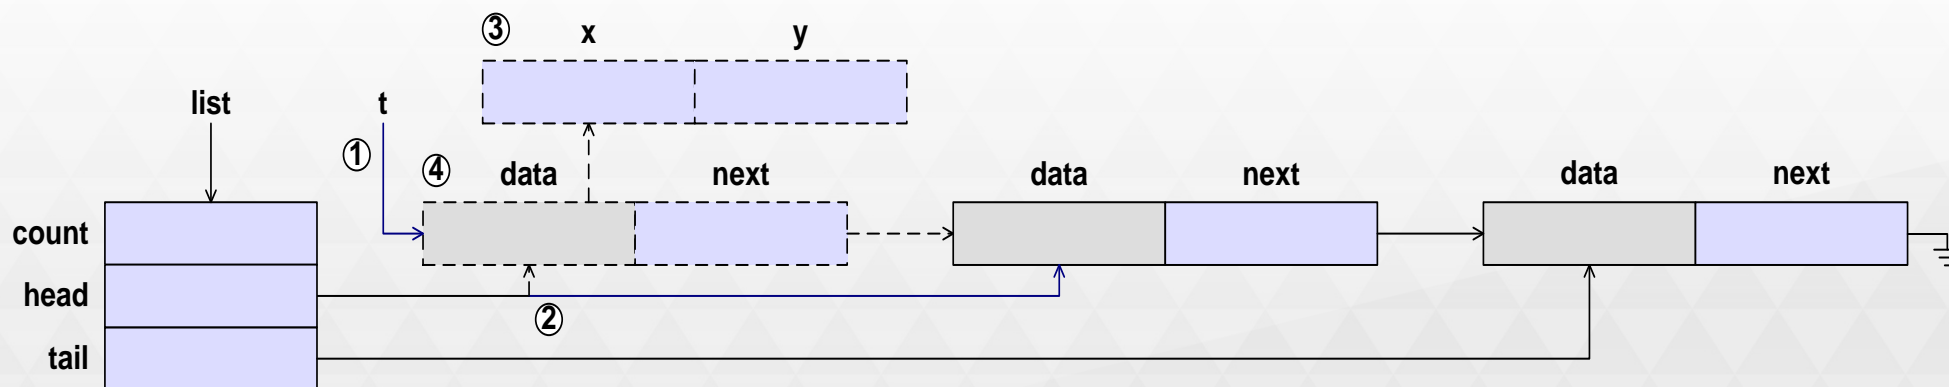 ③ x y
list t
①
④ data next data next data next
count
head
②
tail